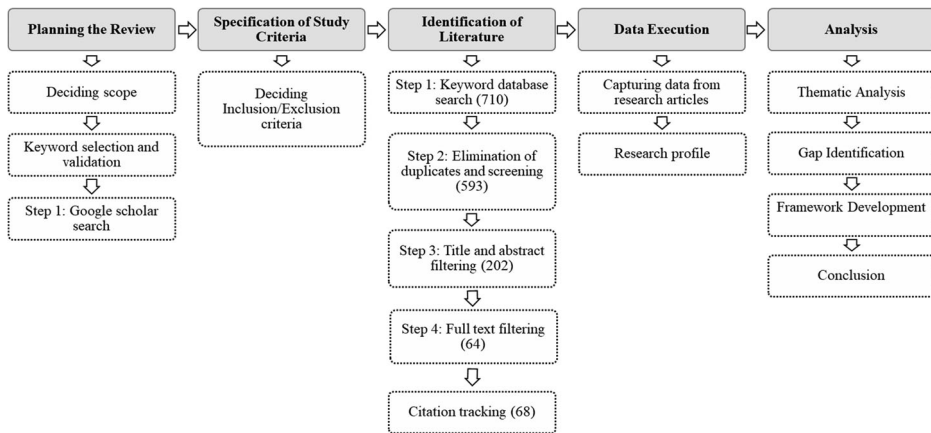 Planning the Review
Deciding scope
Keyword selection and
validation
Step 1: Google scholar
search
Specification of Study
Criteria
Deciding
Inclusion/Exclusion
criteria
Identification of
Literature
Step 1: Keyword database
search (710)
Step 2: Elimination of
duplicates and screening
(593)
Step 3: Title and abstract
filtering (202)
Step 4: Full text filtering
(64)
Citation tracking (68)
Data Execution
Capturing data from
research articles
Research profile
Analysis
Thematic Analysis
Gap Identification
Framework Development
Conclusion